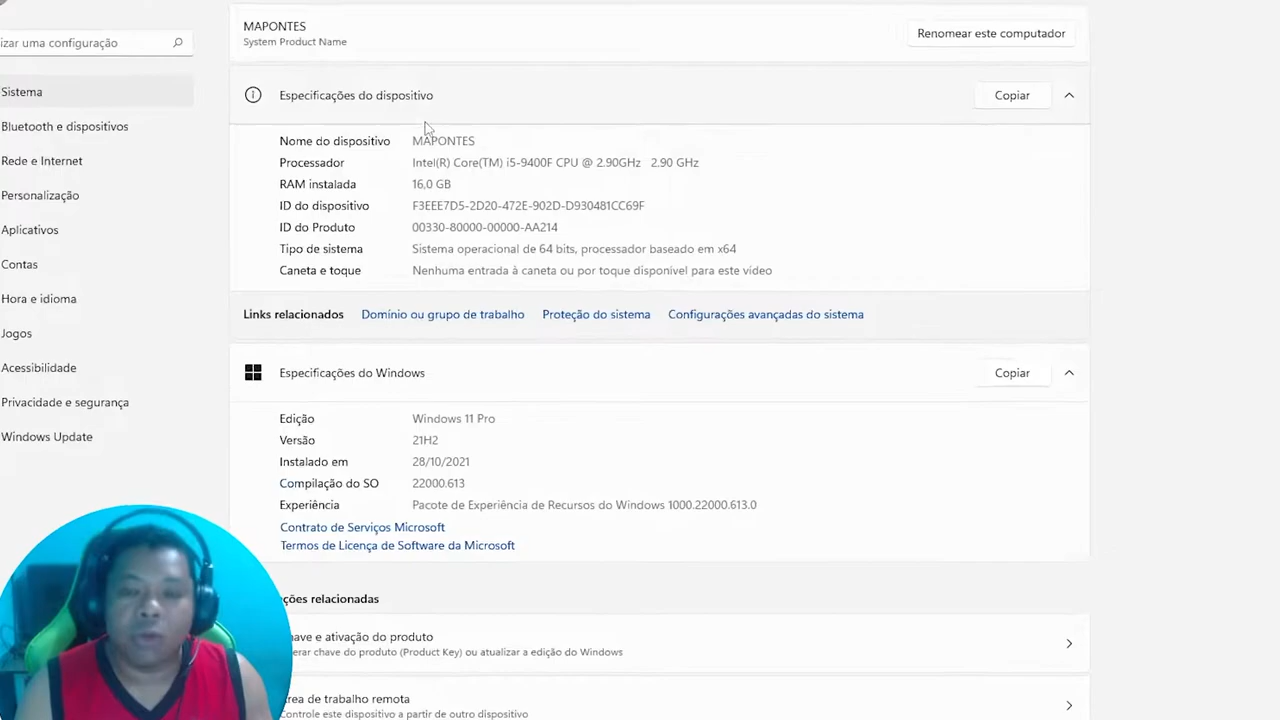 MAPONTES
System Product Name
Renomear este computador
izar uma configuração
Sistema
Bluetooth e dispositivos
Rede e Internet
Personalização
Aplicativos
Contas
Hora e idioma
Jogos
Acessibilidade
Privacidade e segurança
Windows Update
Especificações do dispositivo
Copiar
Nome do dispositivo MAPONTES
Processador Intel(R) Core(TM) i5-9400F CPU @ 2.90GHz 2.90 GHz
RAM instalada 16,0 GB
ID do dispositivo F3EEE7D5-2D20-472E-902D-D930481CC69F
ID do Produto 00330-80000-00000-AA214
Tipo de sistema Sistema operacional de 64 bits, processador baseado em x64
Caneta e toque Nenhuma entrada à caneta ou por toque disponível para este vídeo
Links relacionados Domínio ou grupo de trabalho Proteção do sistema Configurações avançadas do sistema
Especificações do Windows
Copiar
Edição Windows 11 Pro
Versão 21H2
Instalado em 28/10/2021
Compilação do SO 22000.613
Experiência Pacote de Experiência de Recursos do Windows 1000.22000.613.0
Contrato de Serviços Microsoft
Termos de Licença de Software da Microsoft
ções relacionadas
have e ativação do produto
erar chave do produto (Product Key) ou atualizar a edição do Windows
rea de trabalho remota
Controle este dispositivo a partir de outro dispositivo